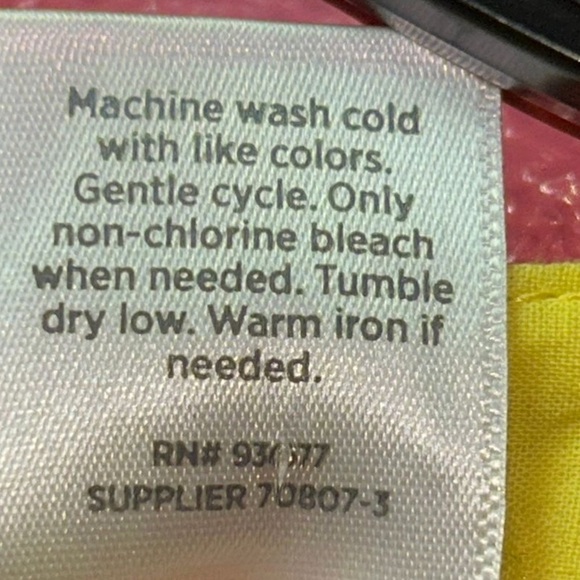 Machine wash cold
with like colors.
Gentle cycle. Only
non-chlorine bleach
when needed. Tumble
dry low. Warm iron if
needed.
RN#
SUPPLIER 70807-3